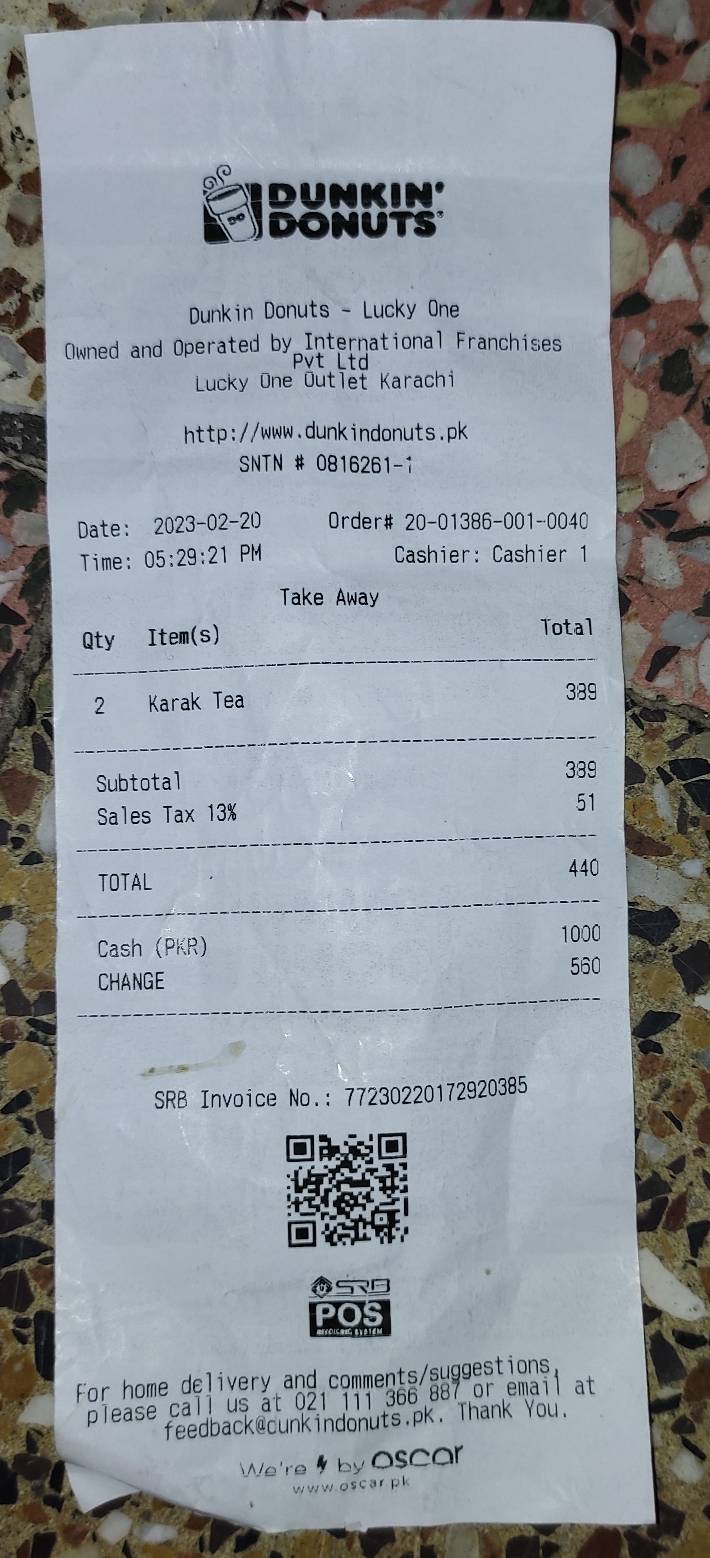 DUNKIN'
DONUTS
Dunkin Donuts - Lucky One
Owned and Operated by International Franchises
Pvt Ltd
Lucky One Outlet Karachi
http://www.dunkindonuts.pk
SNTN # 0816261-1
Date: 2023-02-20 Order# 20-01386-001-0040
Time: 05:29:21 PM Cashier: Cashier 1
Take Away
Qty Item(s) Total
2 Karak Tea 389
Subtotal 389
Sales Tax 13% 51
TOTAL 440
Cash (PKR) 1000
CHANGE 560
SRB Invoice No.: 77230220172920385
SRB
POS
INVOICING SYSTEM
For home delivery and comments/suggestions,
please call us at 021 111 366 887 or email at
feedback@dunkindonuts.pk. Thank You.
We're by oscar
www.oscar.pk